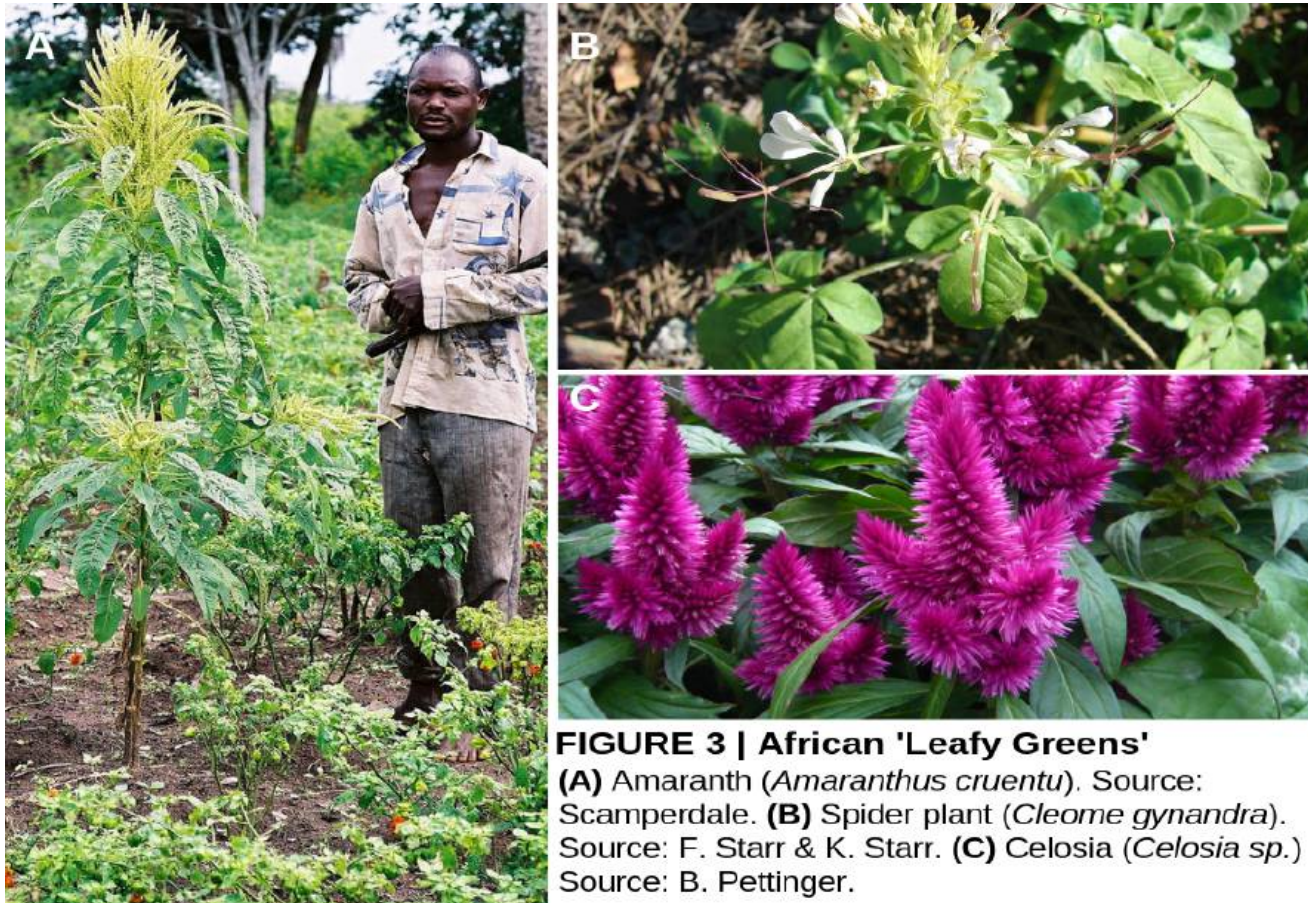 A
B
C
FIGURE 3 | African 'Leafy Greens'
(A) Amaranth (Amaranthus cruentu). Source:
Scamperdale. (B) Spider plant (Cleome gynandra).
Source: F. Starr & K. Starr. (C) Celosia (Celosia sp.)
Source: B. Pettinger.